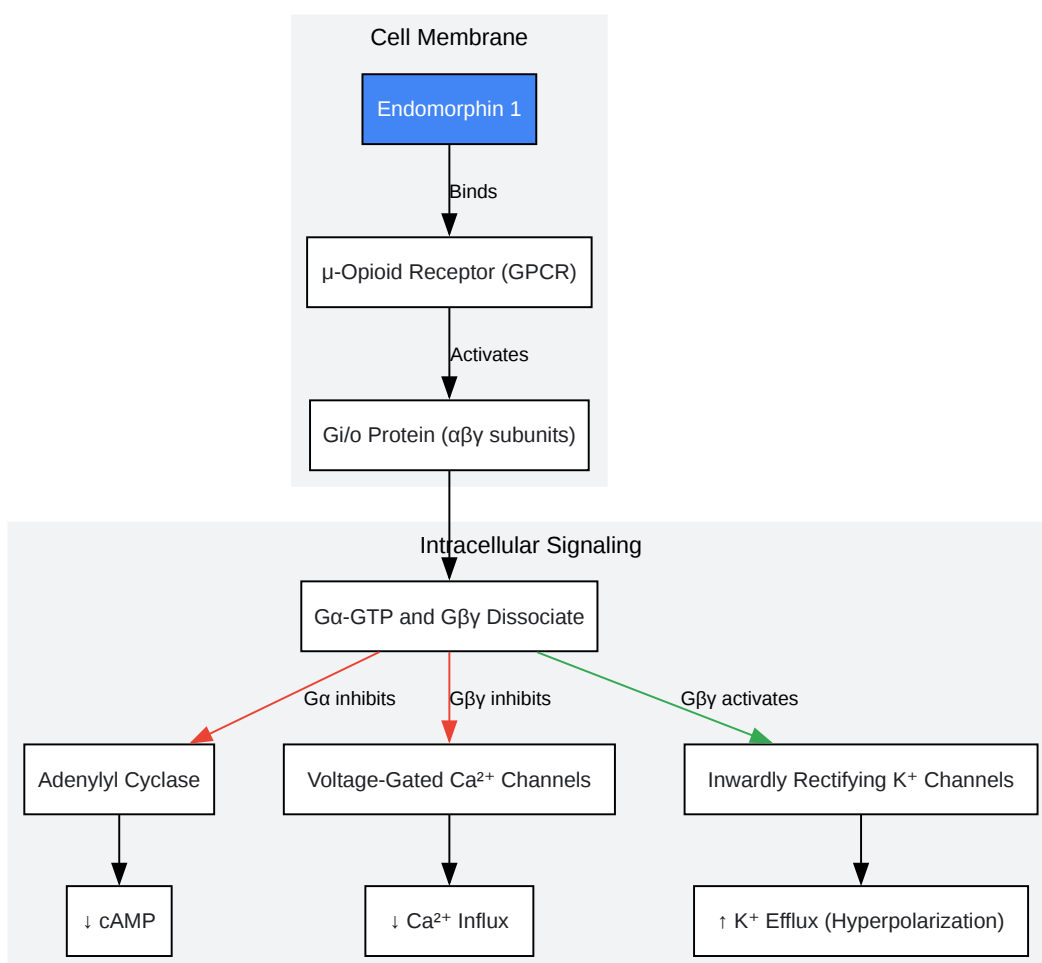 Cell Membrane
Endomorphin 1
Binds
μ-Opioid Receptor (GPCR)
Activates
Gi/o Protein (αβγ subunits)
Intracellular Signaling
Gα-GTP and Gβγ Dissociate
Gα inhibits
Gβγ inhibits
Gβγ activates
Adenylyl Cyclase
Voltage-Gated Ca²⁺ Channels
Inwardly Rectifying K⁺ Channels
↓ cAMP
↓ Ca²⁺ Influx
↑ K⁺ Efflux (Hyperpolarization)